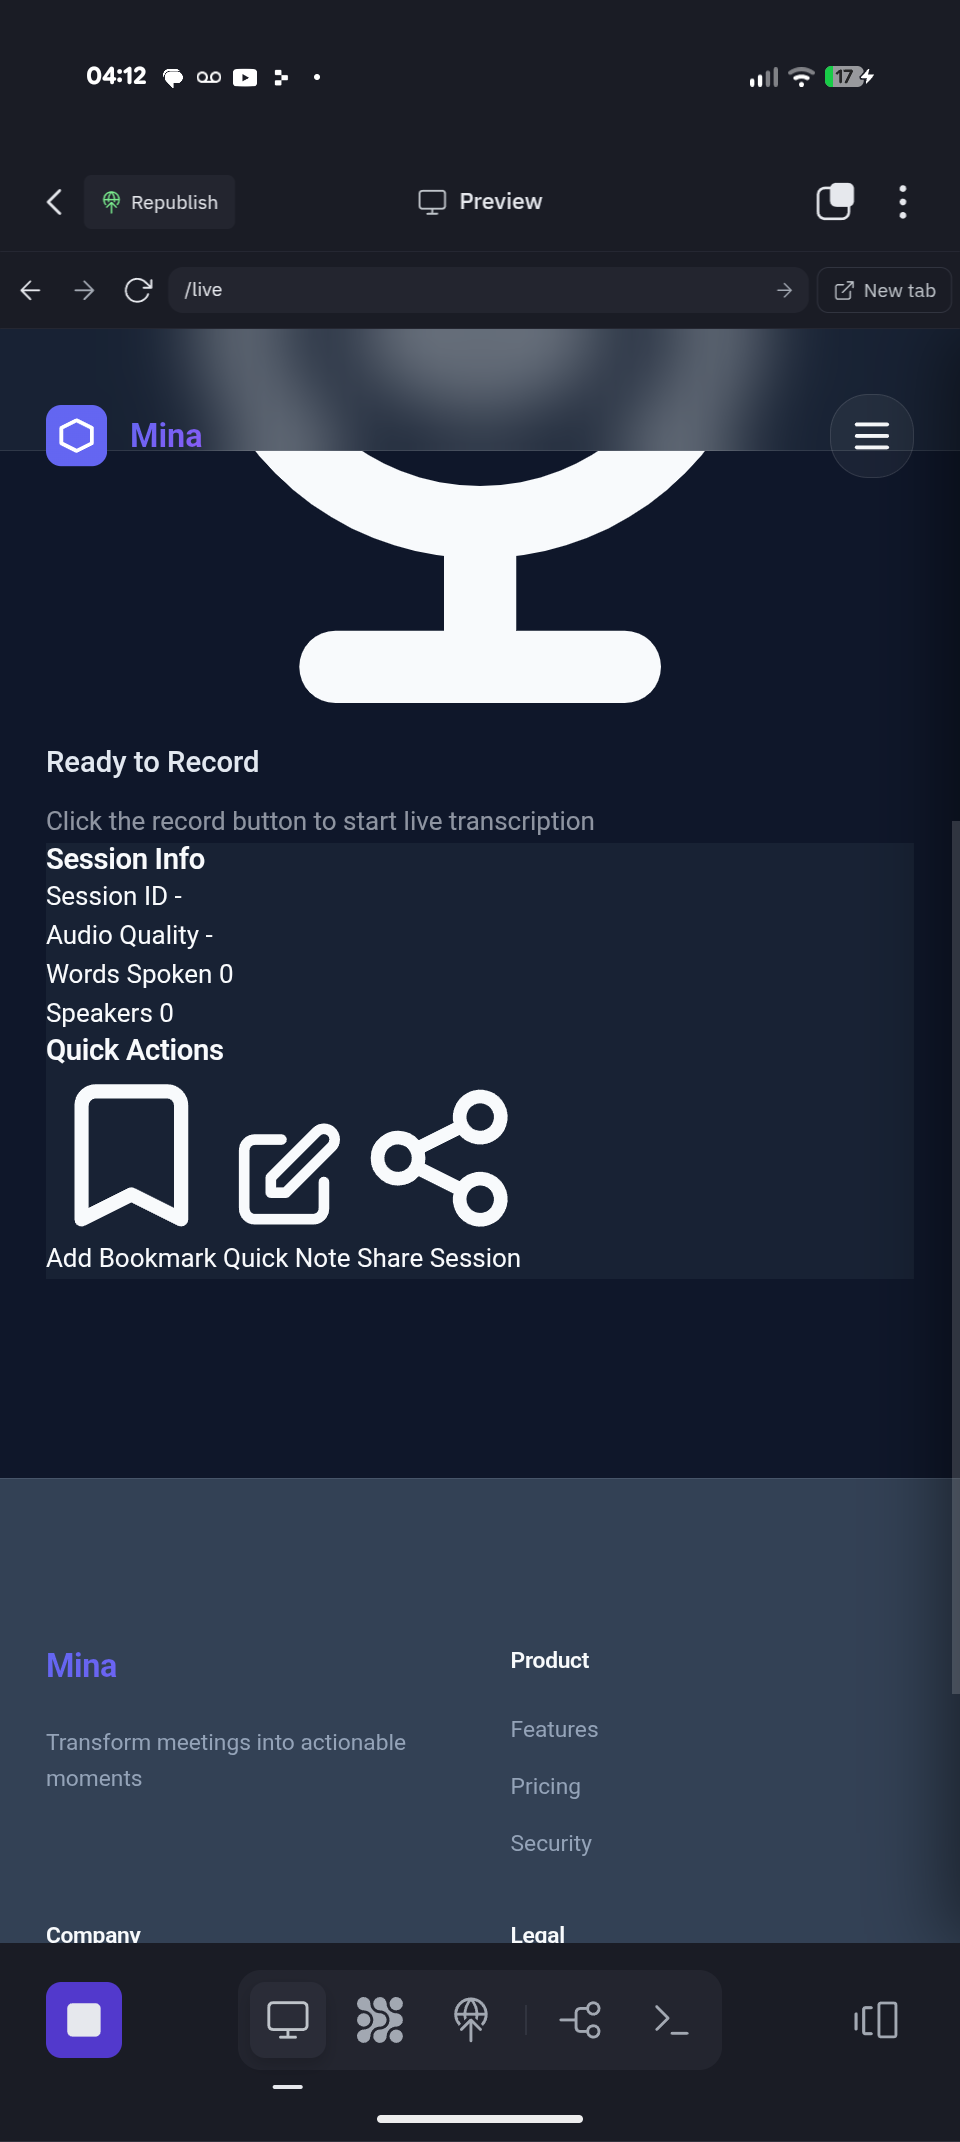 04:12
17
Republish
Preview
/live
New tab
Mina
Ready to Record
Click the record button to start live transcription
Session Info
Session ID -
Audio Quality -
Words Spoken 0
Speakers 0
Quick Actions
Add Bookmark Quick Note Share Session
Mina
Transform meetings into actionable
moments
Product
Features
Pricing
Security
Company
Legal